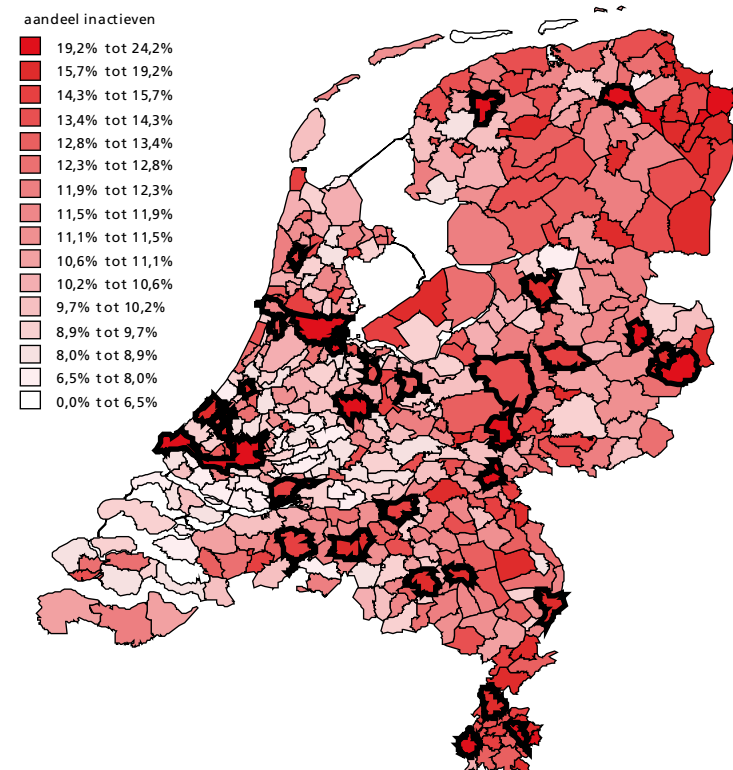 aandeel inactieven
19,2% tot 24,2%
15,7% tot 19,2%
14,3% tot 15,7%
13,4% tot 14,3%
12,8% tot 13,4%
12,3% tot 12,8%
11,9% tot 12,3%
11,5% tot 11,9%
11,1% tot 11,5%
10,6% tot 11,1%
10,2% tot 10,6%
9,7% tot 10,2%
8,9% tot 9,7%
8,0% tot 8,9%
6,5% tot 8,0%
0,0% tot 6,5%